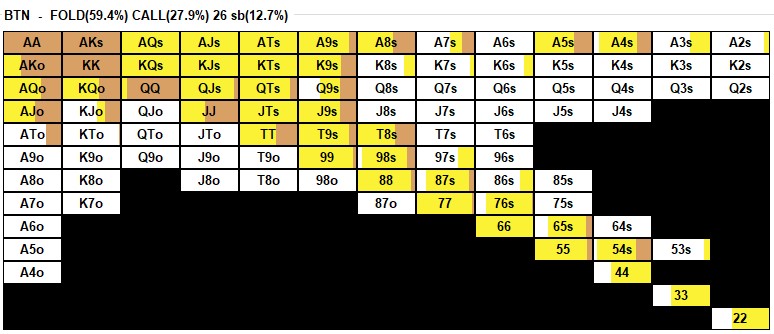 BTN - FOLD(59.4%) CALL(27.9%) 26 sb(12.7%)
AA AKs AQs AJs ATs A9s A8s A7s A6s A5s A4s A3s A2s
AKo KK KQs KJs KTs K9s K8s K7s K6s K5s K4s K3s K2s
AQo KQo QQ QJs QTs Q9s Q8s Q7s Q6s Q5s Q4s Q3s Q2s
AJo KJo QJo JJ JTs J9s J8s J7s J6s J5s J4s
ATo KTo QTo JTo TT T9s T8s T7s T6s
A9o K9o Q9o J9o T9o 99 98s 97s 96s
A8o K8o J8o T8o 98o 88 87s 86s 85s
A7o K7o 87o 77 76s 75s
A6o 66 65s 64s
A5o 55 54s 53s
A4o 44
33
22